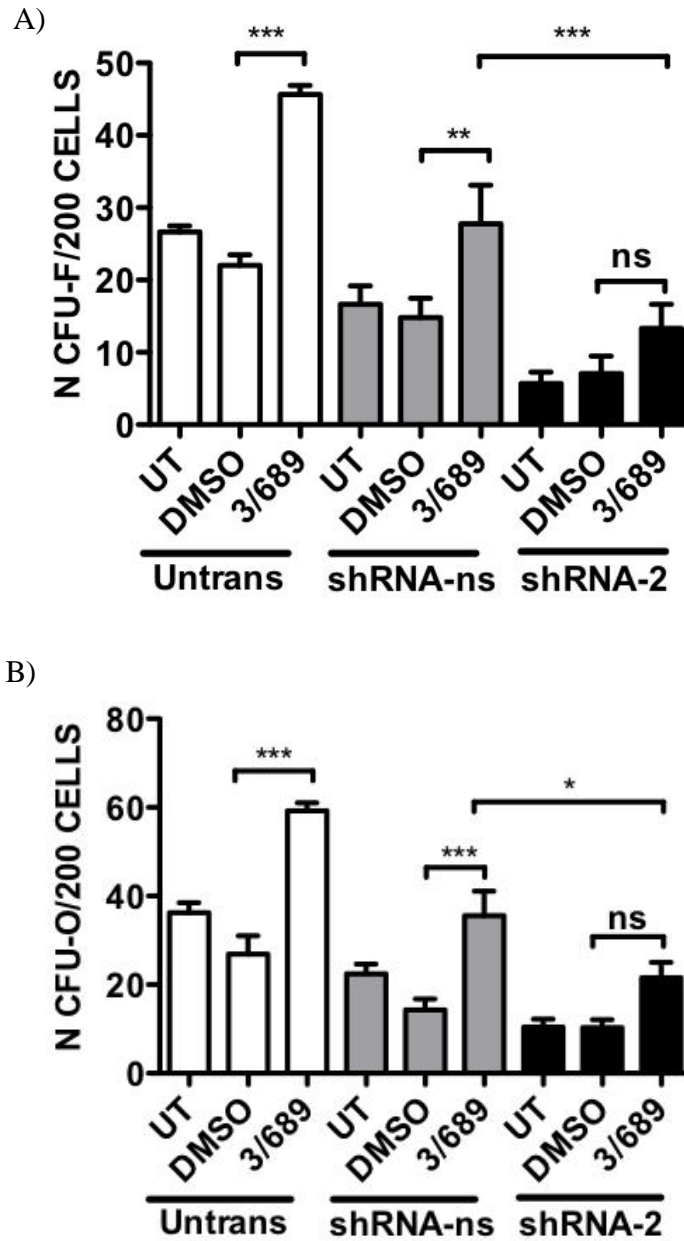 A)
N CFU-F/200 CELLS
50
40
30
20
10
0
***
**
***
ns
UT
DMSO
3/689
UT
DMSO
3/689
UT
DMSO
3/689
Untrans
shRNA-ns
shRNA-2
B)
N CFU-O/200 CELLS
80
60
40
20
0
***
***
*
ns
UT
DMSO
3/689
UT
DMSO
3/689
UT
DMSO
3/689
Untrans
shRNA-ns
shRNA-2